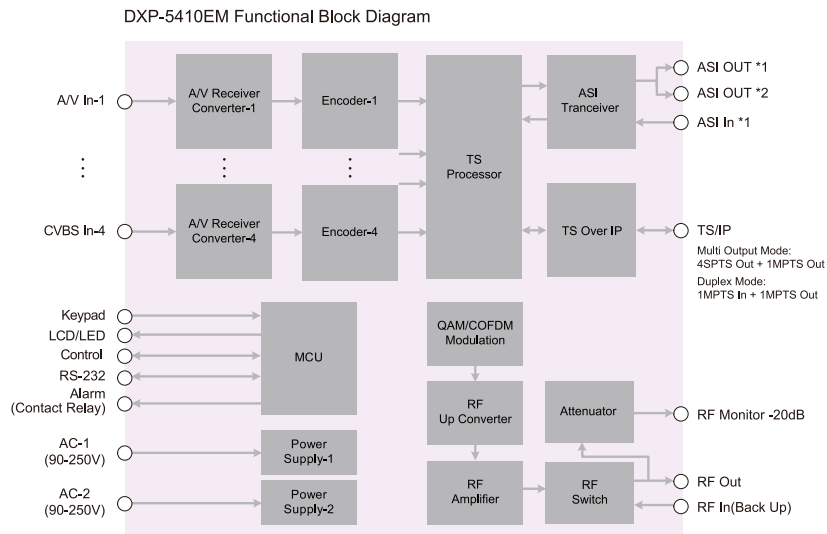 DXP-5410EM Functional Block Diagram
A/V In-1
A/V Receiver
Converter-1
Encoder-1
TS
Processor
ASI
Tranceiver
ASI OUT *1
ASI OUT *2
ASI In *1
CVBS In-4
A/V Receiver
Converter-4
Encoder-4
TS Over IP
TS/IP
Multi Output Mode:
4SPTS Out + 1MPTS Out
Duplex Mode:
1MPTS In + 1MPTS Out
Keypad
LCD/LED
Control
RS-232
Alarm
(Contact Relay)
MCU
QAM/COFDM
Modulation
RF
Up Converter
Attenuator
RF Monitor -20dB
AC-1
(90-250V)
Power
Supply-1
AC-2
(90-250V)
Power
Supply-2
RF
Amplifier
RF
Switch
RF Out
RF In(Back Up)